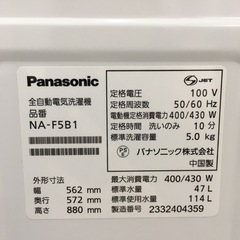 Panasonic
全自動電気洗濯機
品番
NA-F5B1
外形寸法
幅 562 mm
奥行 572 mm
高さ 880 mm
JET
定格電圧 100 V
定格周波数 50/60 Hz
電動機定格消費電力 400/430 W
定格時間 洗いのみ 10 分
標準洗濯容量 5.0 kg
PS E
パナソニック株式会社
中国製
最大消費電力 400/430 W
標準水量 47 L
標準使用水量 114 L
製造番号 2332404359